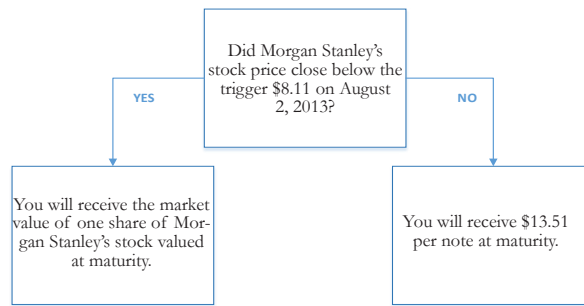 Did Morgan Stanley's
stock price close below the
trigger $8.11 on August
2, 2013?
YES
NO
You will receive the market
value of one share of Mor-
gan Stanley's stock valued
at maturity.
You will receive $13.51
per note at maturity.